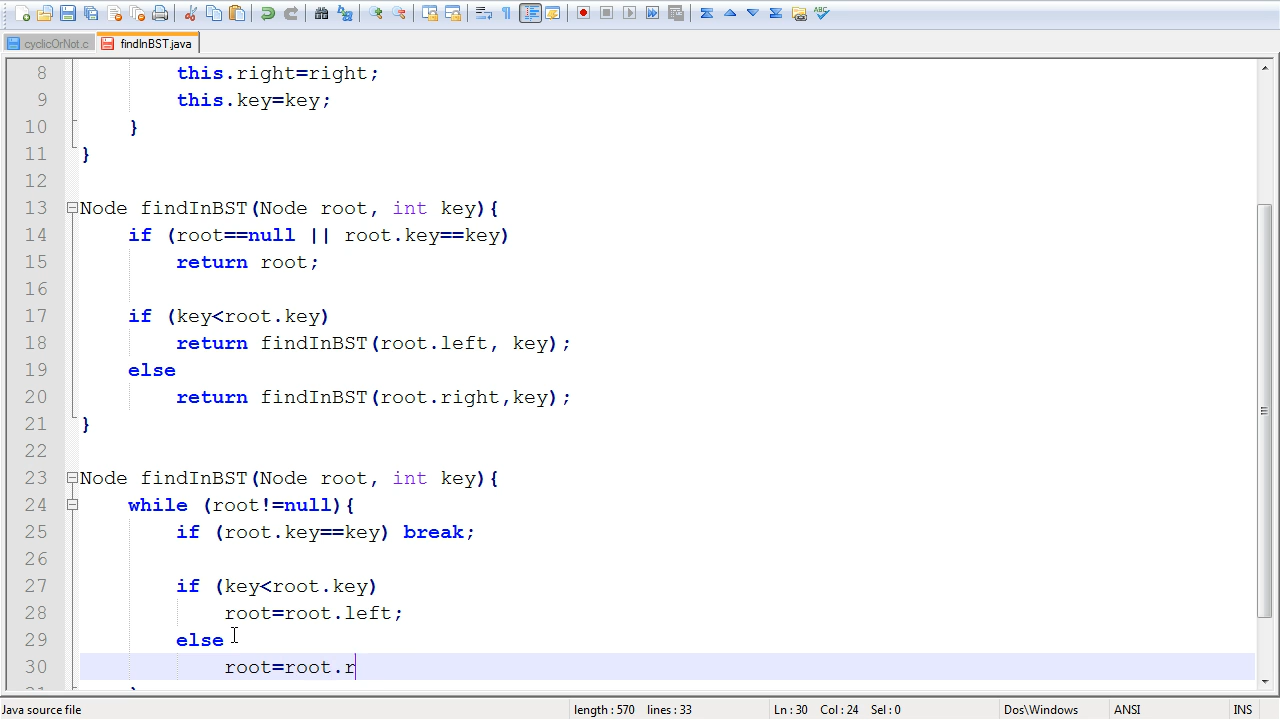 cyclicOrNot.c findInBST.java
8 this.right=right;
9 this.key=key;
10 }
11 }
12
13 Node findInBST(Node root, int key){
14 if (root==null || root.key==key)
15 return root;
16
17 if (key<root.key)
18 return findInBST(root.left, key);
19 else
20 return findInBST(root.right,key);
21 }
22
23 Node findInBST(Node root, int key){
24 while (root!=null){
25 if (root.key==key) break;
26
27 if (key<root.key)
28 root=root.left;
29 else
30 root=root.r
Java source file length : 570 lines : 33 Ln : 30 Col : 24 Sel : 0 Dos\Windows ANSI INS